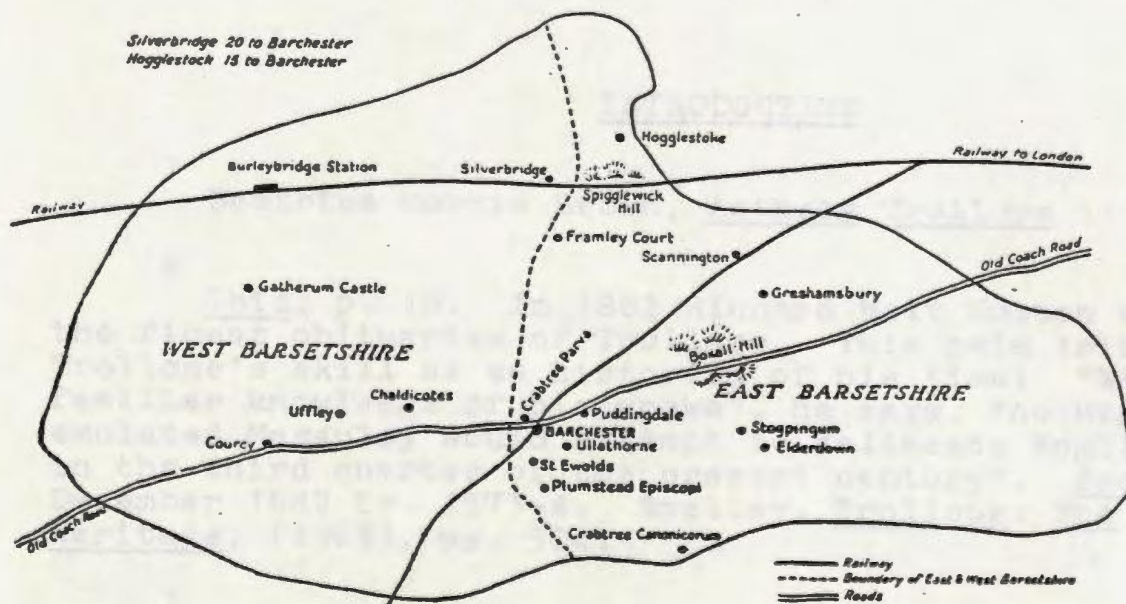 Silverbridge 20 to Barchester
Hogglestock 15 to Barchester
Hogglestoke
Burleybridge Station
Silverbridge
Railway to London
Spigglewick
Hill
Railway
Framley Court
Scannington
Old Coach Road
Gatherum Castle
Greshamsbury
WEST BARSETSHIRE
Boxall Hill
Crabtree Parva
EAST BARSETSHIRE
Chaldicotes
Uffley
Puddingdale
BARCHESTER
Stogpingum
Courcy
Ullathorne
Elderdown
St. Ewolds
Plumstead Episcopi
Old Coach Road
Crabtree Canonicorum
Railway
Boundary of East & West Barsetshire
Roads